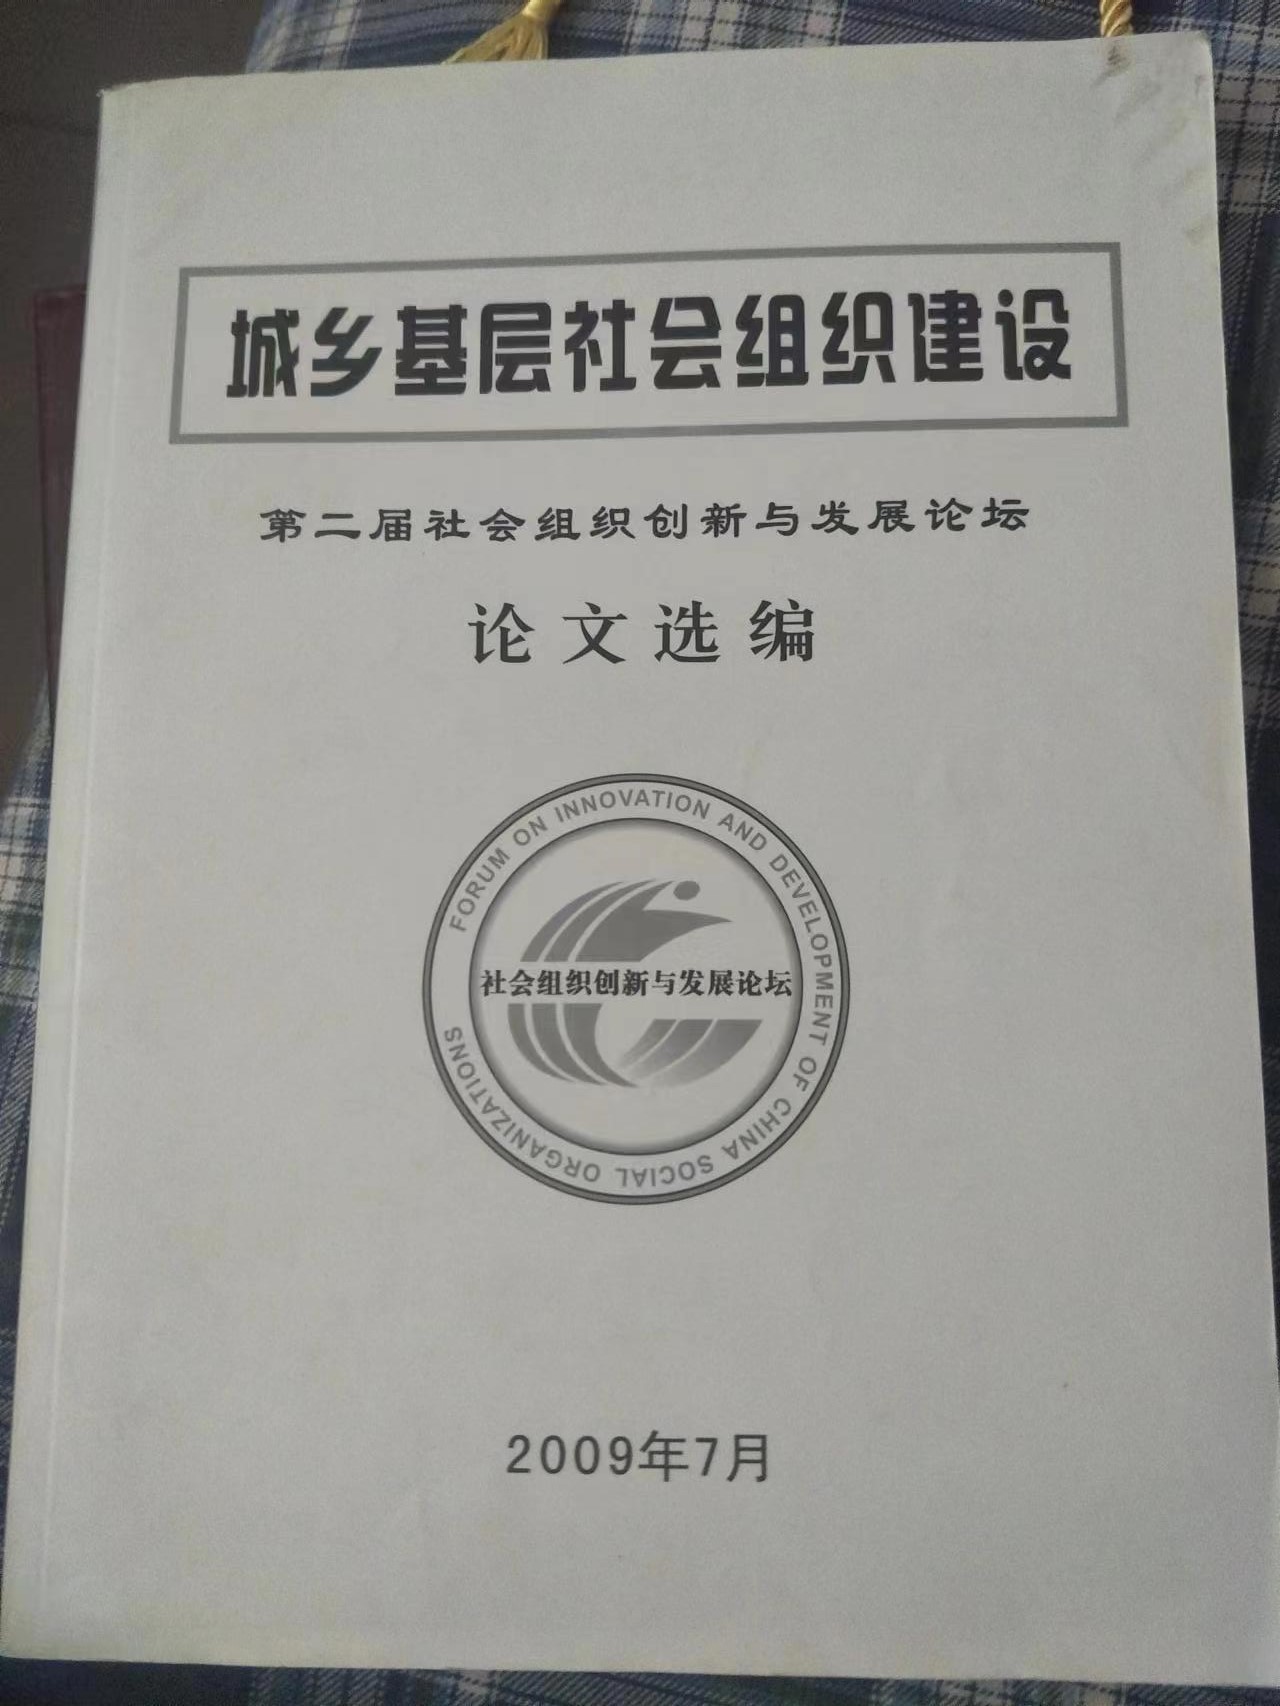 城乡基层社会组织建设
第二届社会组织创新与发展论坛
论文选编
FORUM ON INNOVATION AND DEVELOPMENT OF CHINA SOCIAL ORGANIZATIONS
社会组织创新与发展论坛
2009年7月